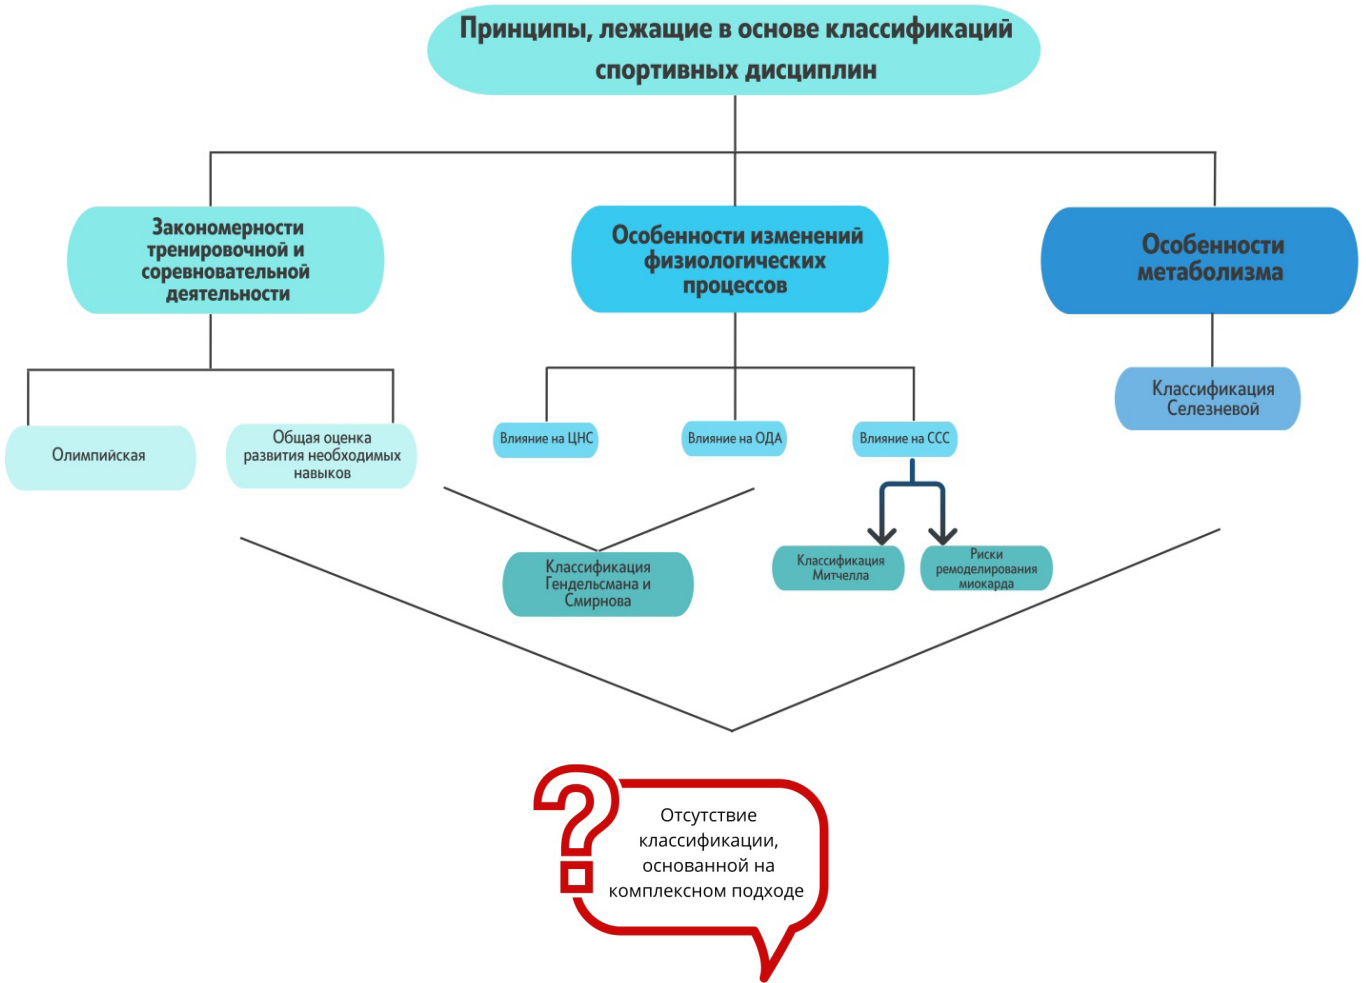 Принципы, лежащие в основе классификаций
спортивных дисциплин
Закономерности
тренировочной и
соревновательной
деятельности
Особенности изменений
физиологических
процессов
Особенности
метаболизма
Олимпийская
Общая оценка
развития необходимых
навыков
Влияние на ЦНС
Влияние на ОДА
Влияние на ССС
Классификация
Селезневой
Классификация
Гендельсмана и
Смирнова
Классификация
Митчелла
Риски
ремоделирования
миокарда
?
Отсутствие
классификации,
основанной на
комплексном подходе